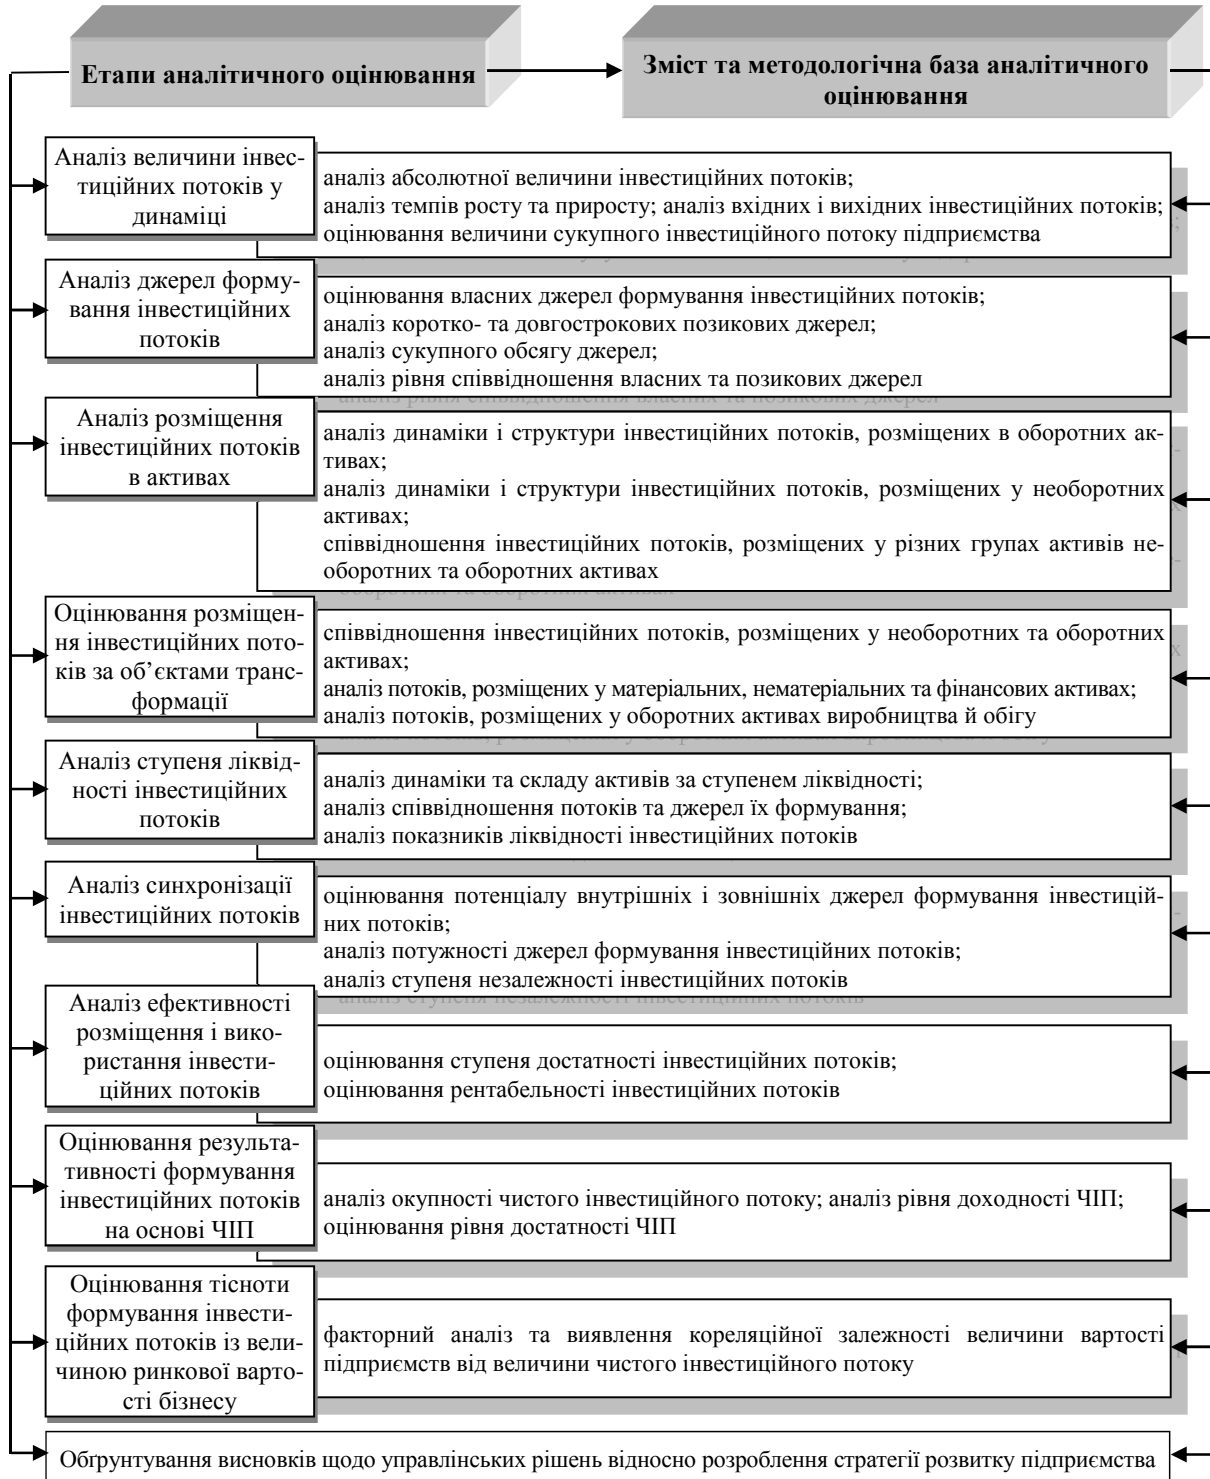 Етапи аналітичного оцінювання
Зміст та методологічна база аналітичного
оцінювання
Аналіз величини інвес-
тиційних потоків у
динаміці
аналіз абсолютної величини інвестиційних потоків;
аналіз темпів росту та приросту; аналіз вхідних і вихідних інвестиційних потоків;
оцінювання величини сукупного інвестиційного потоку підприємства
Аналіз джерел форму-
вання інвестиційних
потоків
оцінювання власних джерел формування інвестиційних потоків;
аналіз коротко- та довгострокових позикових джерел;
аналіз сукупного обсягу джерел;
аналіз рівня співвідношення власних та позикових джерел
Аналіз розміщення
інвестиційних потоків
в активах
аналіз динаміки і структури інвестиційних потоків, розміщених в оборотних ак-
тивах;
аналіз динаміки і структури інвестиційних потоків, розміщених у необоротних
активах;
співвідношення інвестиційних потоків, розміщених у різних групах активів не-
оборотних та оборотних активах
Оцінювання розміщен-
ня інвестиційних пото-
ків за об’єктами транс-
формації
співвідношення інвестиційних потоків, розміщених у необоротних та оборотних
активах;
аналіз потоків, розміщених у матеріальних, нематеріальних та фінансових активах;
аналіз потоків, розміщених у оборотних активах виробництва й обігу
Аналіз ступеня ліквід-
ності інвестиційних
потоків
аналіз динаміки та складу активів за ступенем ліквідності;
аналіз співвідношення потоків та джерел їх формування;
аналіз показників ліквідності інвестиційних потоків
Аналіз синхронізації
інвестиційних потоків
оцінювання потенціалу внутрішніх і зовнішніх джерел формування інвестицій-
них потоків;
аналіз потужності джерел формування інвестиційних потоків;
аналіз ступеня незалежності інвестиційних потоків
Аналіз ефективності
розміщення і вико-
ристання інвести-
ційних потоків
оцінювання ступеня достатності інвестиційних потоків;
оцінювання рентабельності інвестиційних потоків
Оцінювання результа-
тивності формування
інвестиційних потоків
на основі ЧІП
аналіз окупності чистого інвестиційного потоку; аналіз рівня доходності ЧІП;
оцінювання рівня достатності ЧІП
Оцінювання тісноти
формування інвести-
ційних потоків із вели-
чиною ринкової варто-
сті бізнесу
факторний аналіз та виявлення кореляційної залежності величини вартості
підприємств від величини чистого інвестиційного потоку
Обґрунтування висновків щодо управлінських рішень відносно розроблення стратегії розвитку підприємства